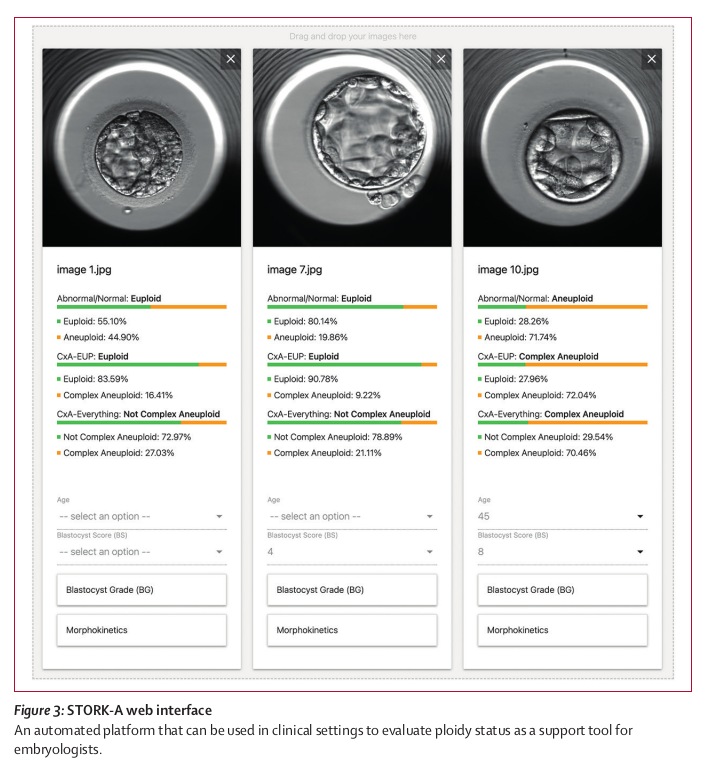 Drag and drop your images here
image 1.jpg
Abnormal/Normal: Euploid
Euploid: 55.10%
Aneuploid: 44.90%
CxA-EUP: Euploid
Euploid: 83.59%
Complex Aneuploid: 16.41%
CxA-Everything: Not Complex Aneuploid
Not Complex Aneuploid: 72.97%
Complex Aneuploid: 27.03%
Age
-- select an option --
Blastocyst Score (BS)
-- select an option --
Blastocyst Grade (BG)
Morphokinetics
image 7.jpg
Abnormal/Normal: Euploid
Euploid: 80.14%
Aneuploid: 19.86%
CxA-EUP: Euploid
Euploid: 90.78%
Complex Aneuploid: 9.22%
CxA-Everything: Not Complex Aneuploid
Not Complex Aneuploid: 78.89%
Complex Aneuploid: 21.11%
Age
-- select an option --
Blastocyst Score (BS)
4
Blastocyst Grade (BG)
Morphokinetics
image 10.jpg
Abnormal/Normal: Aneuploid
Euploid: 28.26%
Aneuploid: 71.74%
CxA-EUP: Complex Aneuploid
Euploid: 27.96%
Complex Aneuploid: 72.04%
CxA-Everything: Complex Aneuploid
Not Complex Aneuploid: 29.54%
Complex Aneuploid: 70.46%
Age
45
Blastocyst Score (BS)
8
Blastocyst Grade (BG)
Morphokinetics
Figure 3: STORK-A web interface
An automated platform that can be used in clinical settings to evaluate ploidy status as a support tool for
embryologists.